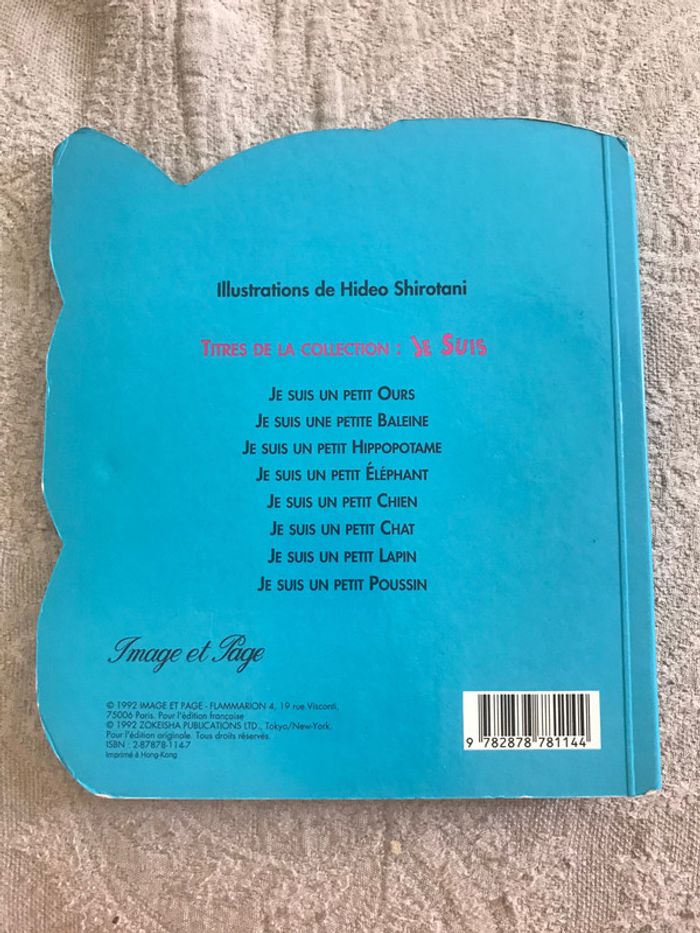 Illustrations de Hideo Shirotani
TITRES DE LA COLLECTION : JE SUIS
JE SUIS UN PETIT OURS
JE SUIS UNE PETITE BALEINE
JE SUIS UN PETIT HIPPOPOTAME
JE SUIS UN PETIT ÉLÉPHANT
JE SUIS UN PETIT CHIEN
JE SUIS UN PETIT CHAT
JE SUIS UN PETIT LAPIN
JE SUIS UN PETIT POUSSIN
Image et Page
© 1992 IMAGE ET PAGE - FLAMMARION 4, 19 rue Visconti,
75006 Paris. Pour l'édition française
© 1992 ZOKEISHA PUBLICATIONS LTD., Tokyo/New-York.
Pour l'édition originale. Tous droits réservés.
ISBN : 2-87878-114-7
Imprimé à Hong-Kong
9 782878 781144